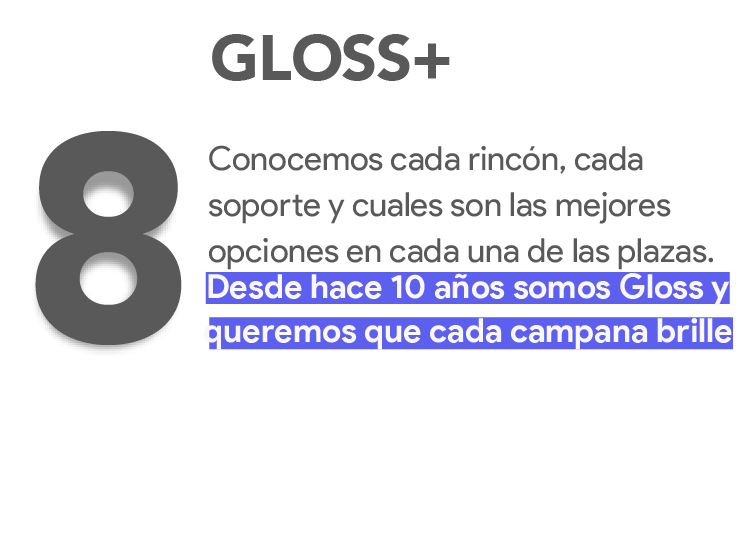 GLOSS+
8
Conocemos cada rincón, cada
soporte y cuales son las mejores
opciones en cada una de las plazas.
Desde hace 10 años somos Gloss y
queremos que cada campana brille